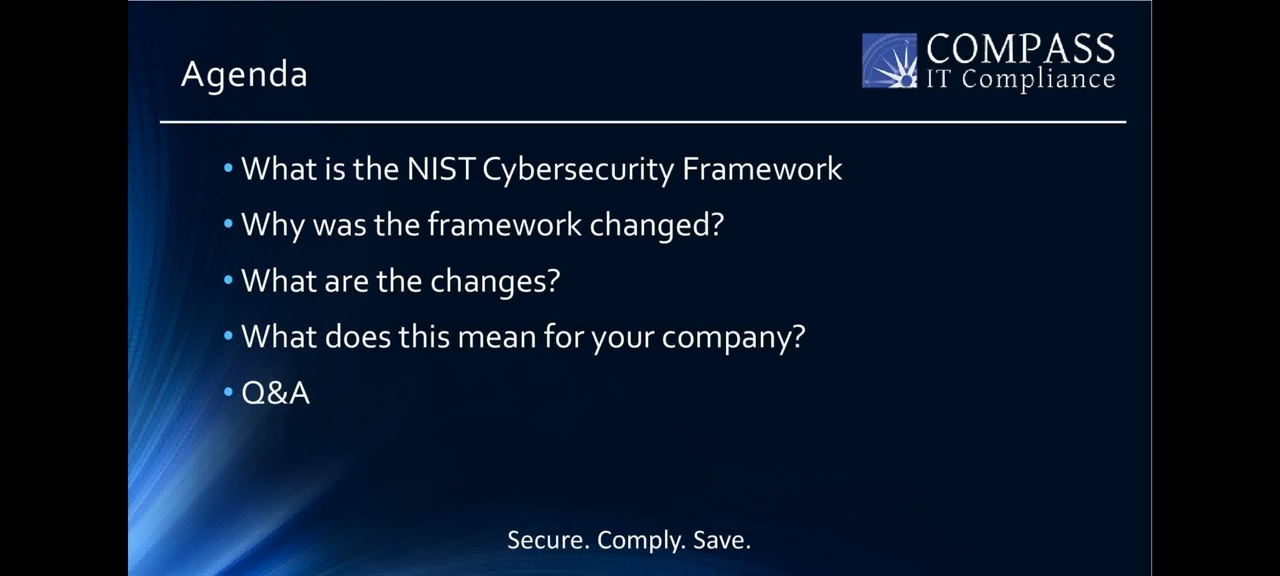 Agenda
COMPASS
IT Compliance
• What is the NIST Cybersecurity Framework
• Why was the framework changed?
• What are the changes?
• What does this mean for your company?
• Q&A
Secure. Comply. Save.